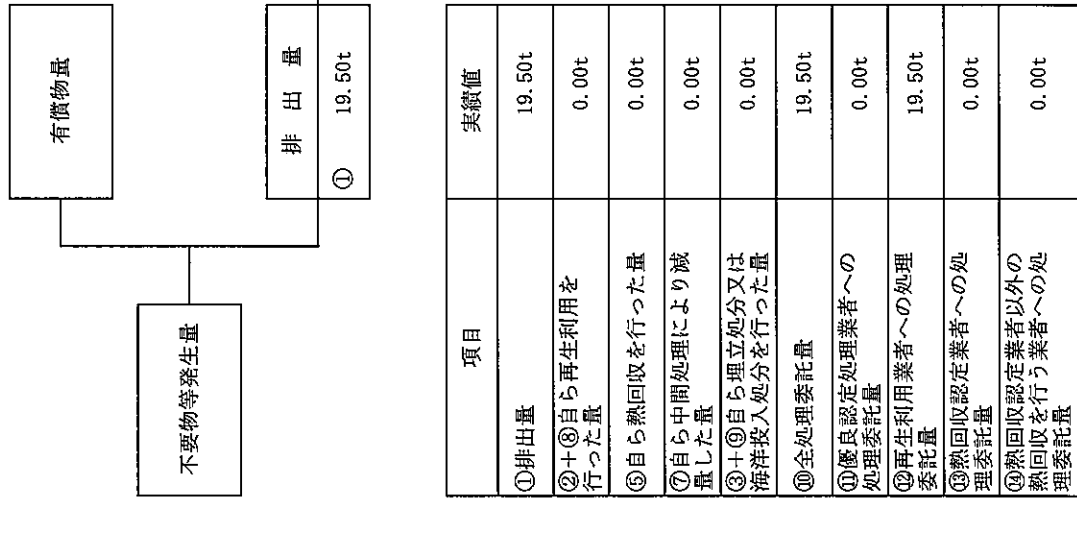 有償物量
不要物等発生量
排出量
① 19.50t
項目 実績値
①排出量 19.50t
②+⑧自ら再生利用を
行った量 0.00t
⑤自ら熱回収を行った量 0.00t
⑦自ら中間処理により減
量した量 0.00t
③+⑨自ら埋立処分又は
海洋投入処分を行った量 0.00t
⑩全処理委託量 19.50t
⑪優良認定処理業者への
処理委託量 0.00t
⑫再生利用業者への処理
委託量 19.50t
⑬熱回収認定業者への処
理委託量 0.00t
⑭熱回収認定業者以外の
熱回収を行う業者への処
理委託量 0.00t